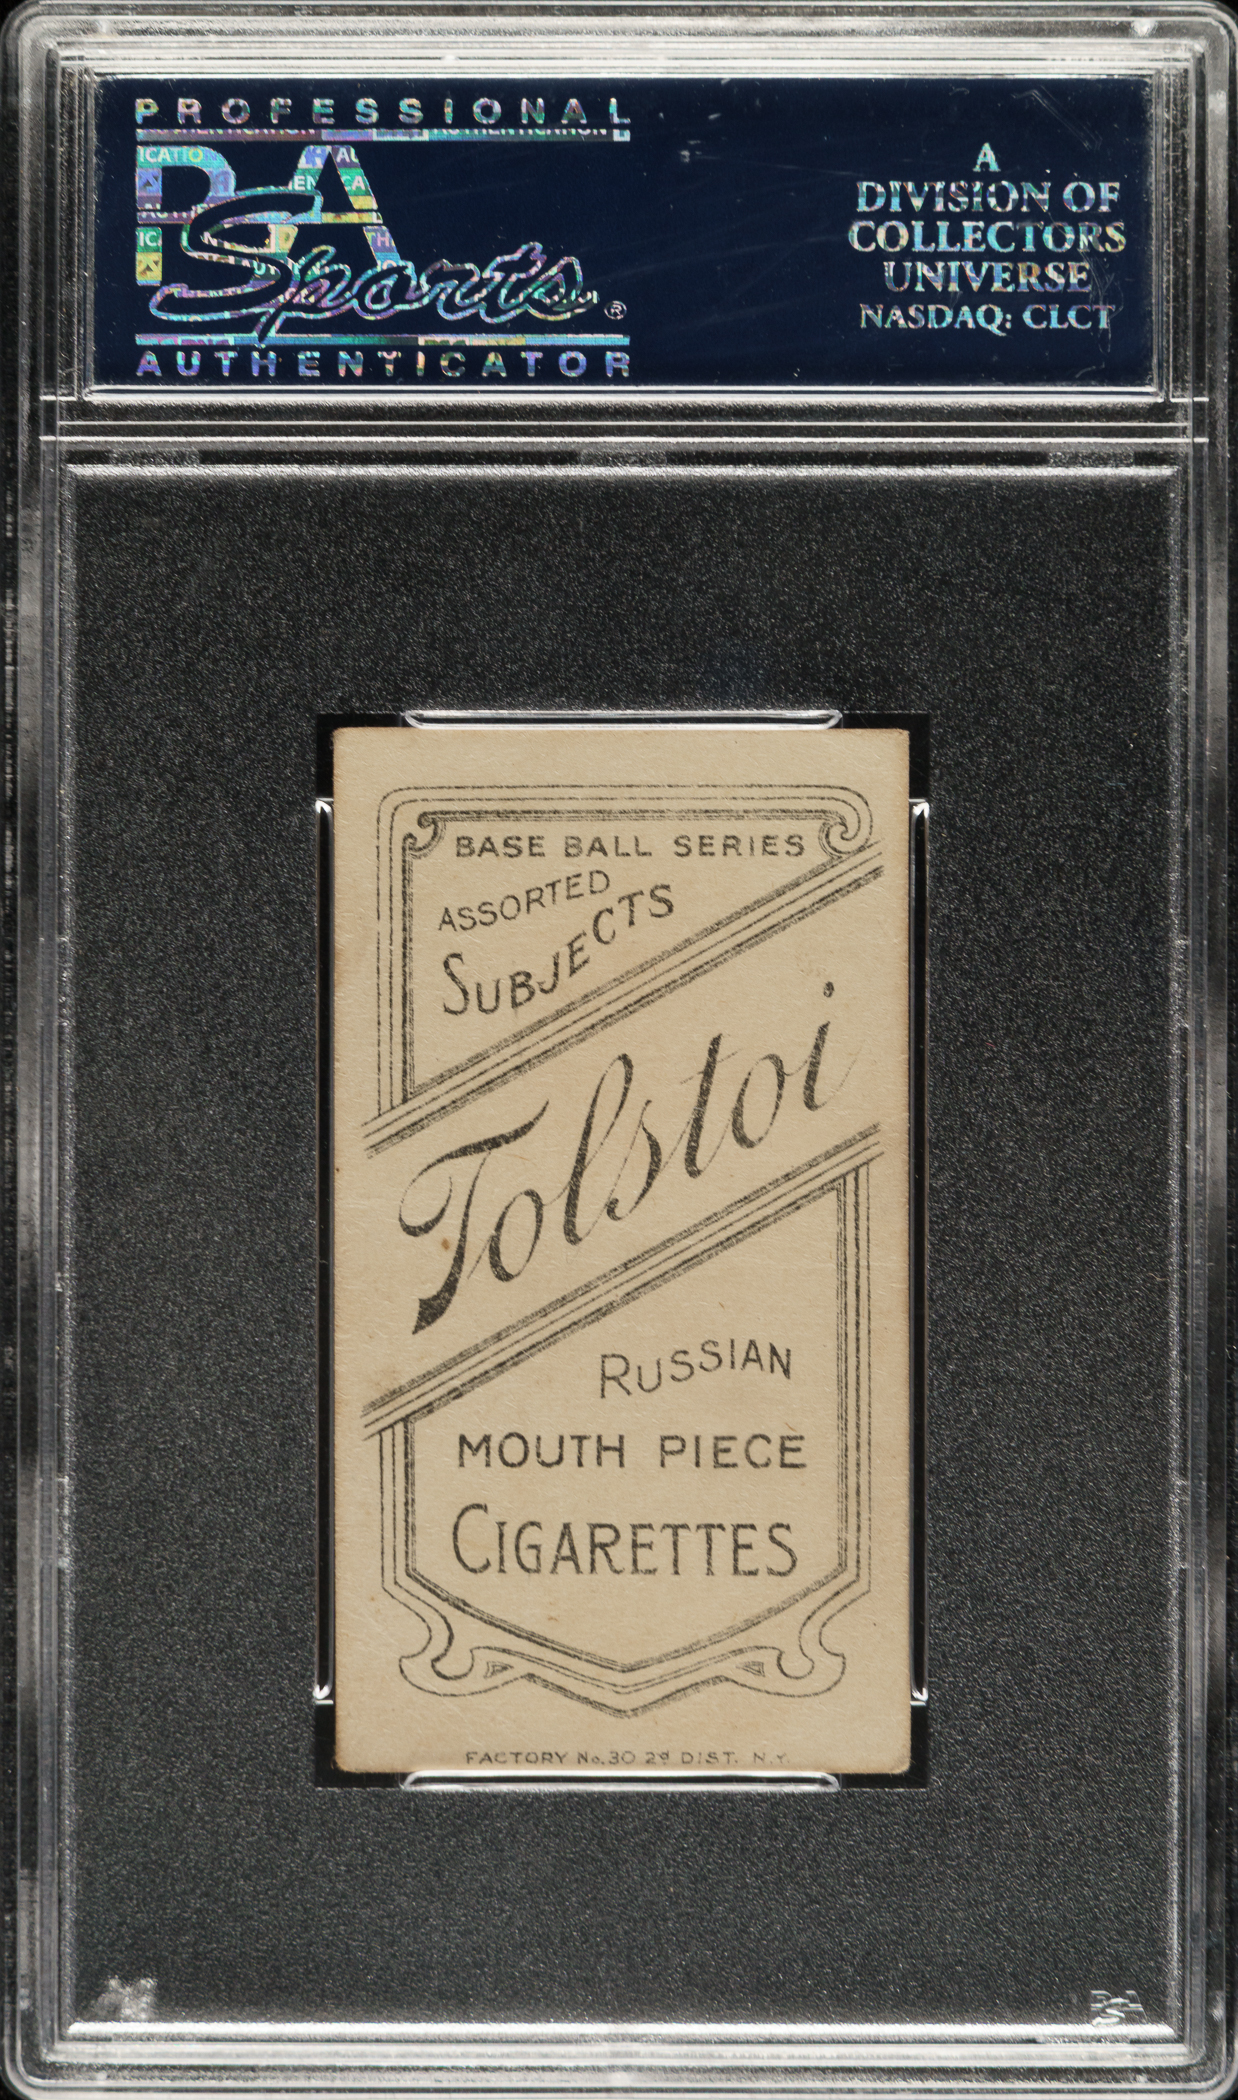 PROFESSIONAL
PSA
Sports®
AUTHENTICATOR
A
DIVISION OF
COLLECTORS
UNIVERSE
NASDAQ: CLCT
BASE BALL SERIES
ASSORTED
SUBJECTS
Tolstoi
RUSSIAN
MOUTH PIECE
CIGARETTES
FACTORY No. 30 2d DIST. N.Y.
PSA